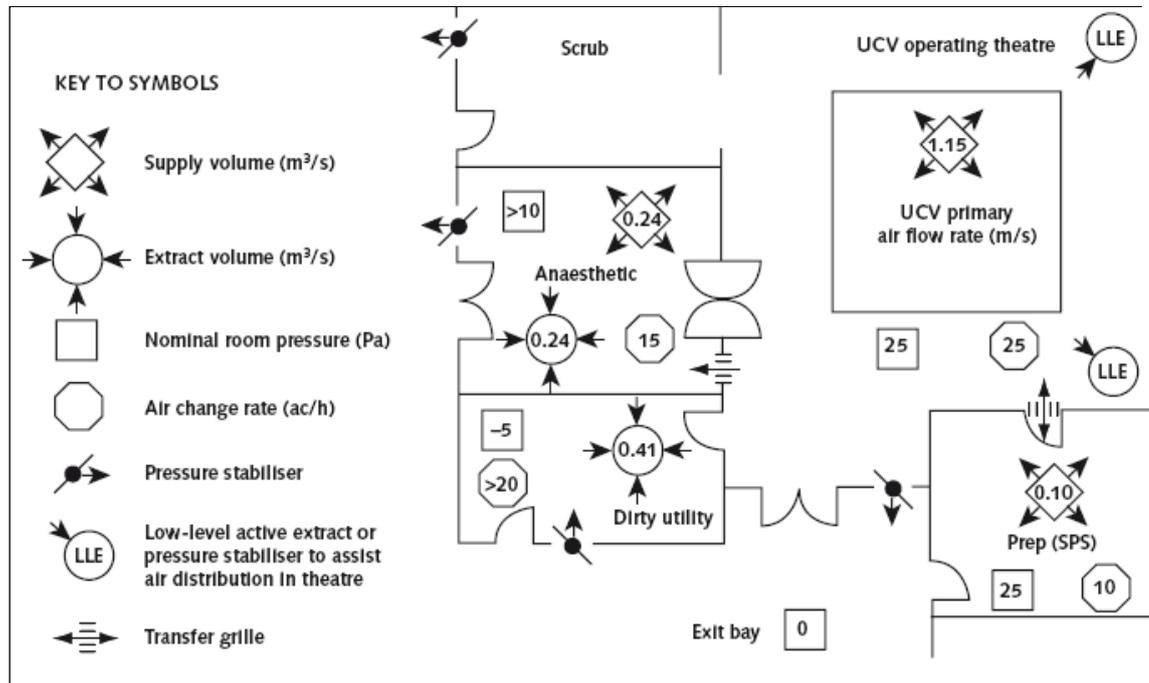 KEY TO SYMBOLS
Supply volume (m³/s)
Extract volume (m³/s)
Nominal room pressure (Pa)
Air change rate (ac/h)
Pressure stabiliser
LLE
Low-level active extract or
pressure stabiliser to assist
air distribution in theatre
Transfer grille
Scrub
UCV operating theatre
LLE
1.15
UCV primary
air flow rate (m/s)
>10
0.24
Anaesthetic
0.24
15
25
25
LLE
–5
0.41
>20
Dirty utility
0.10
Prep (SPS)
25
10
Exit bay
0